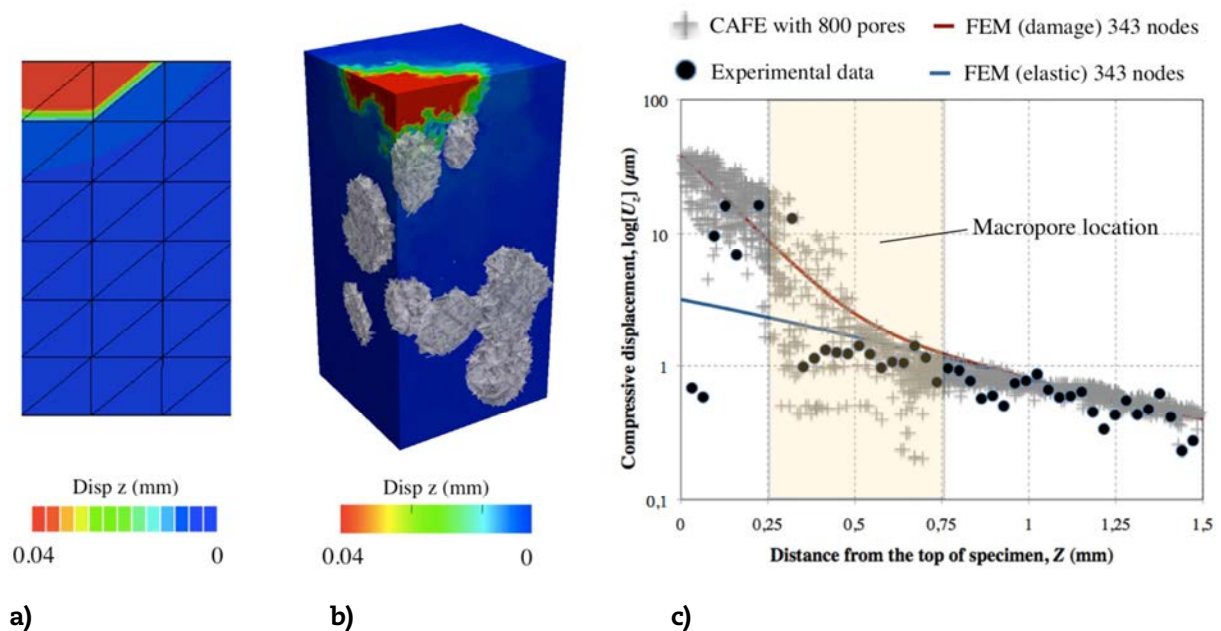 CAFE with 800 pores
FEM (damage) 343 nodes
Experimental data
FEM (elastic) 343 nodes
Disp z (mm)
0.04
0
Disp z (mm)
0.04
0
Compressive displacement, log[U_z] (μm)
100
10
1
0,1
Macropore location
0
0,25
0,5
0,75
1
1,25
1,5
Distance from the top of specimen, Z (mm)
a)
b)
c)